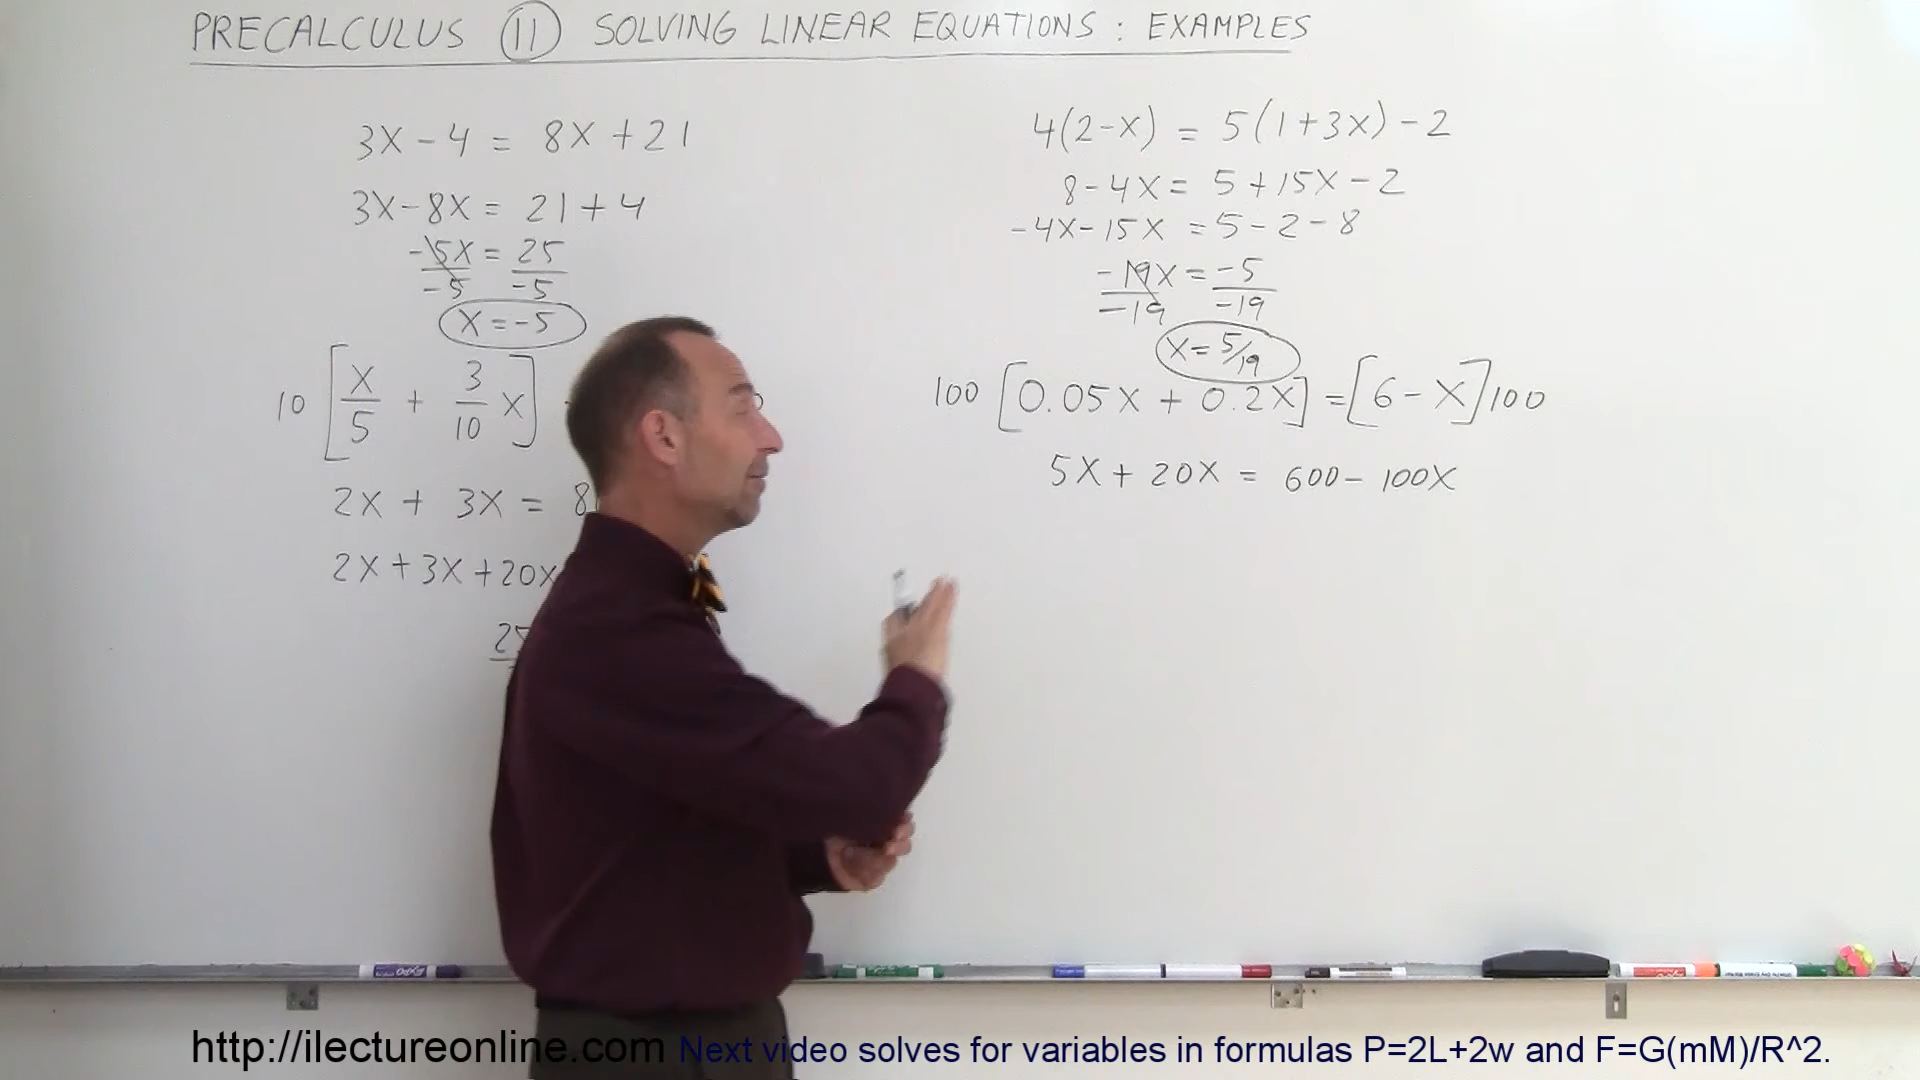 PRECALCULUS 11 SOLVING LINEAR EQUATIONS : EXAMPLES
3X - 4 = 8X + 21
3X - 8X = 21 + 4
-5X = 25
-5 -5
X = -5
10 [X/5 + 3/10 X]
2X + 3X = 8
2X + 3X + 20X
25
4(2-X) = 5(1+3X) - 2
8 - 4X = 5 + 15X - 2
-4X - 15X = 5 - 2 - 8
-19X = -5
-19 -19
X = 5/19
100 [0.05X + 0.2X] = [6 - X] 100
5X + 20X = 600 - 100X
EXPO
http://ilectureonline.com Next video solves for variables in formulas P=2L+2w and F=G(mM)/R^2.